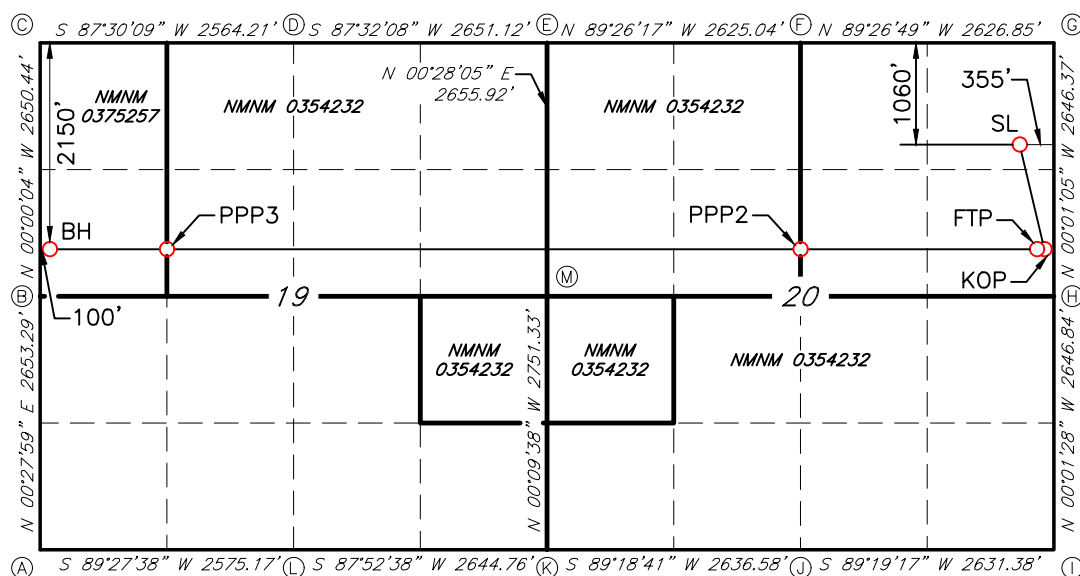 C S 87°30'09" W 2564.21' D S 87°32'08" W 2651.12' E N 89°26'17" W 2625.04' F N 89°26'49" W 2626.85' G
N 00°00'04" W 2650.44'
2150'
NMNM
0375257
NMNM 0354232
N 00°28'05" E
2655.92'
NMNM 0354232
1060'
355'
SL
N 00°01'05" W 2646.37'
BH
PPP3
PPP2
FTP
KOP
M
B
100'
19
20
H
N 00°27'59" E 2653.29'
NMNM
0354232
N 00°09'38" W 2751.33'
NMNM
0354232
NMNM 0354232
N 00°01'28" W 2646.84'
A S 89°27'38" W 2575.17' L S 87°52'38" W 2644.76' K S 89°18'41" W 2636.58' J S 89°19'17" W 2631.38' I